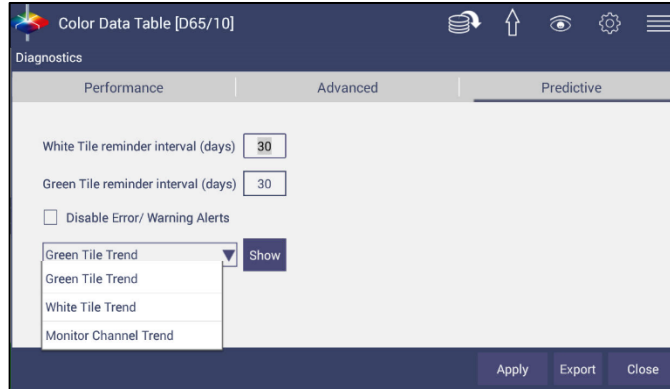 Color Data Table [D65/10]
Diagnostics
Performance Advanced Predictive
White Tile reminder interval (days) 30
Green Tile reminder interval (days) 30
Disable Error/ Warning Alerts
Green Tile Trend Show
Green Tile Trend
White Tile Trend
Monitor Channel Trend
Apply Export Close